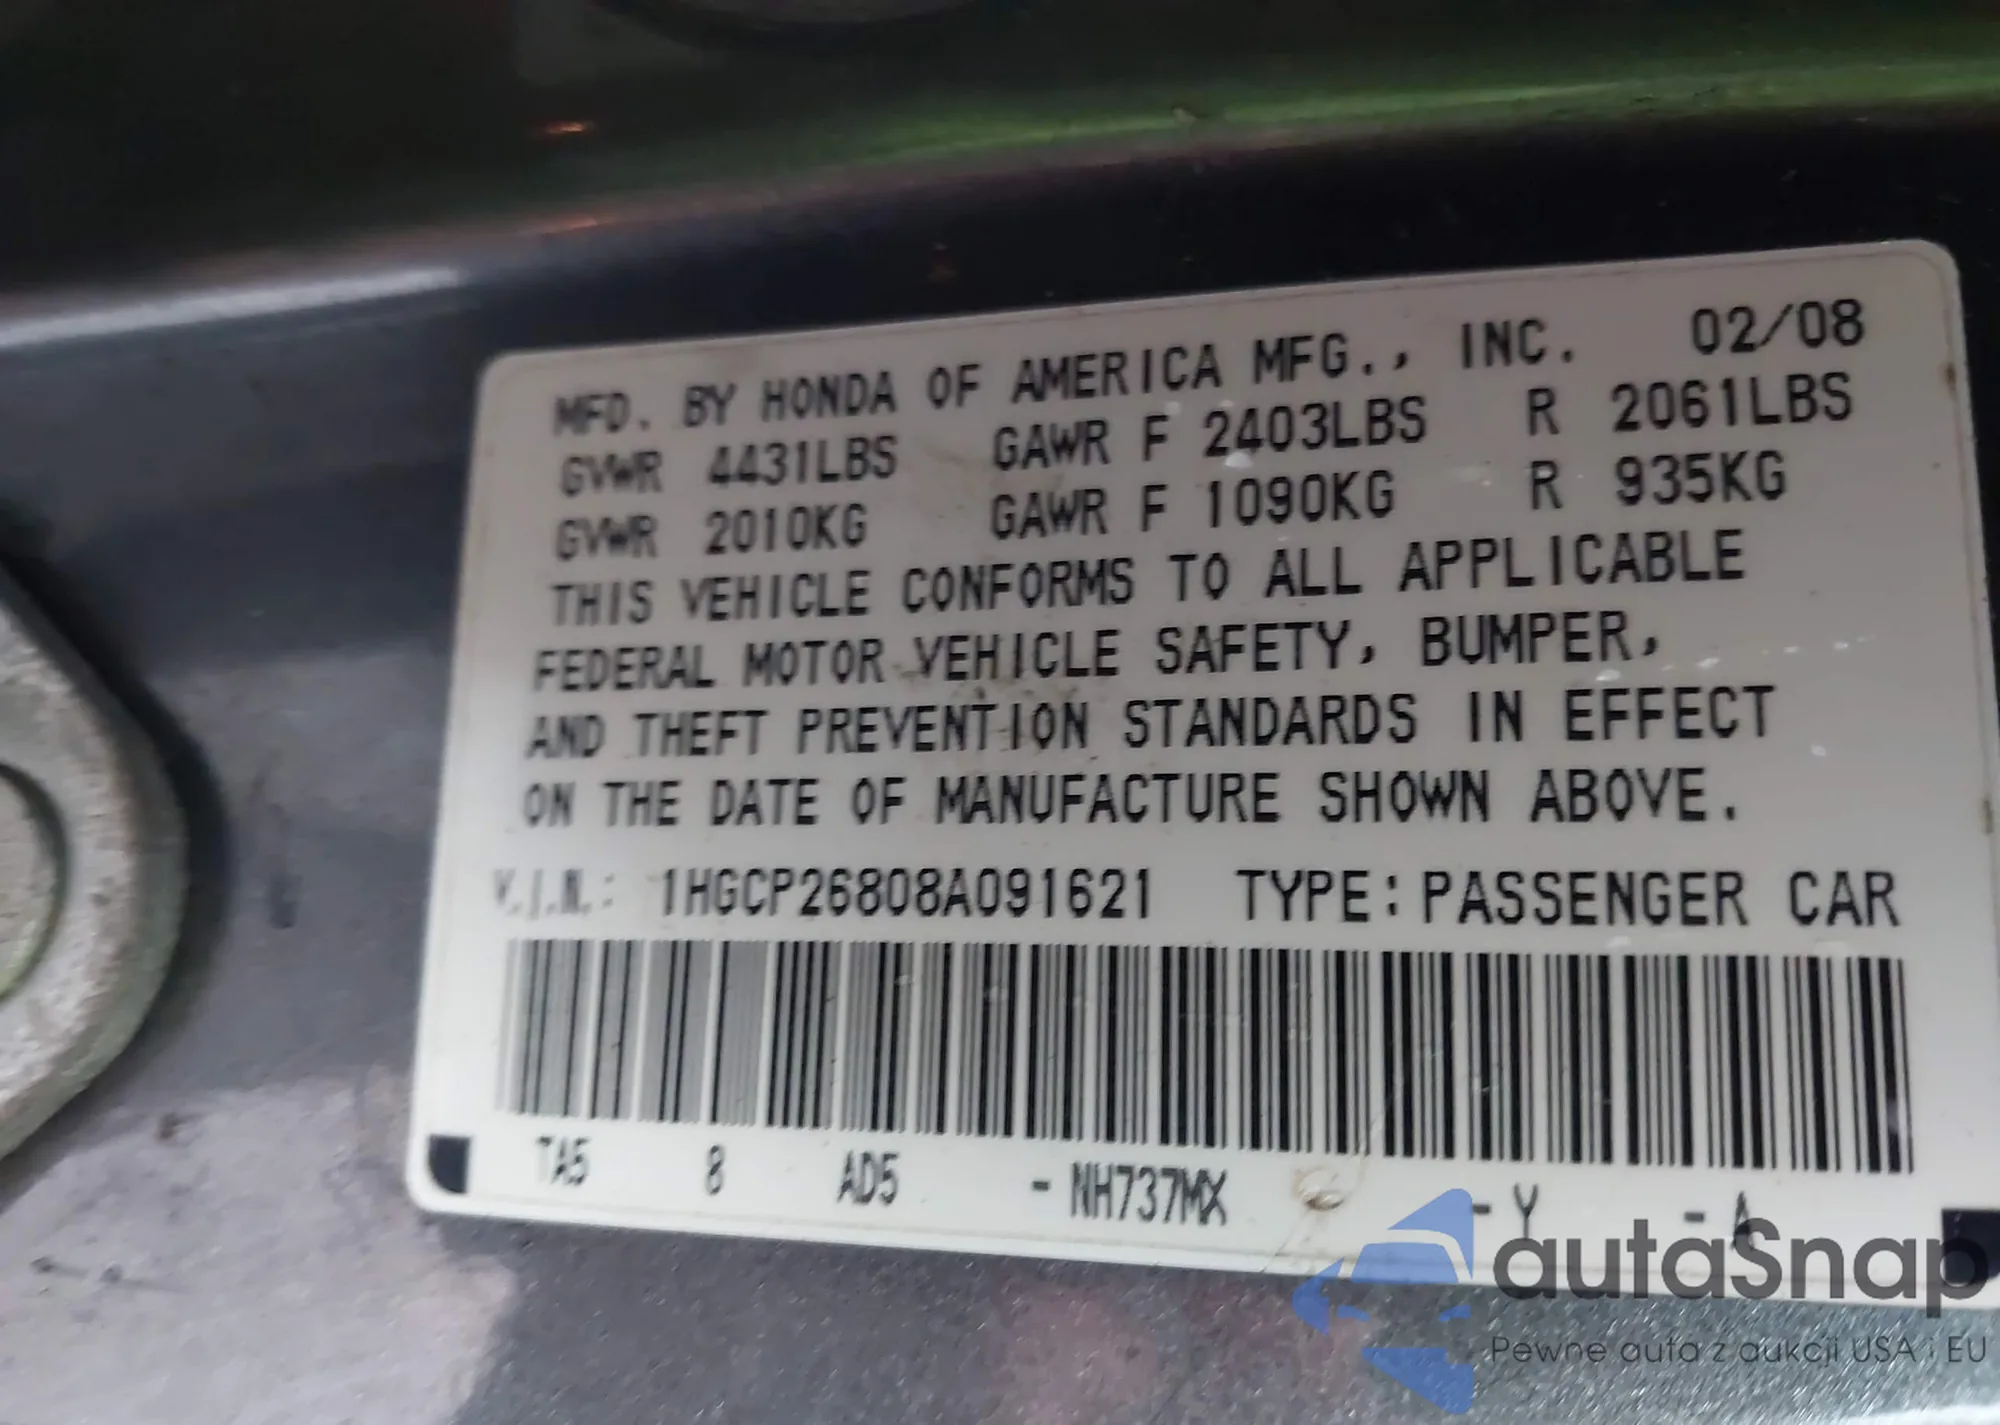 MFD. BY HONDA OF AMERICA MFG., INC. 02/08
GVWR 4431LBS GAWR F 2403LBS R 2061LBS
GVWR 2010KG GAWR F 1090KG R 935KG
THIS VEHICLE CONFORMS TO ALL APPLICABLE
FEDERAL MOTOR VEHICLE SAFETY, BUMPER,
AND THEFT PREVENTION STANDARDS IN EFFECT
ON THE DATE OF MANUFACTURE SHOWN ABOVE.
V.I.N.: 1HGCP26808A091621 TYPE: PASSENGER CAR
TA5 8 AD5 - NH737MX - Y - A
autaSnap
Pewne auta z aukcji USA i EU